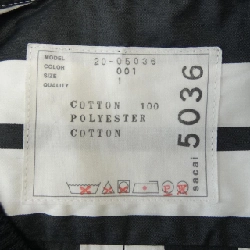 MODEL 20-05036
COLOR 001
SIZE 1
QUALITY
COTTON 100
POLYESTER
COTTON
sacai 5036